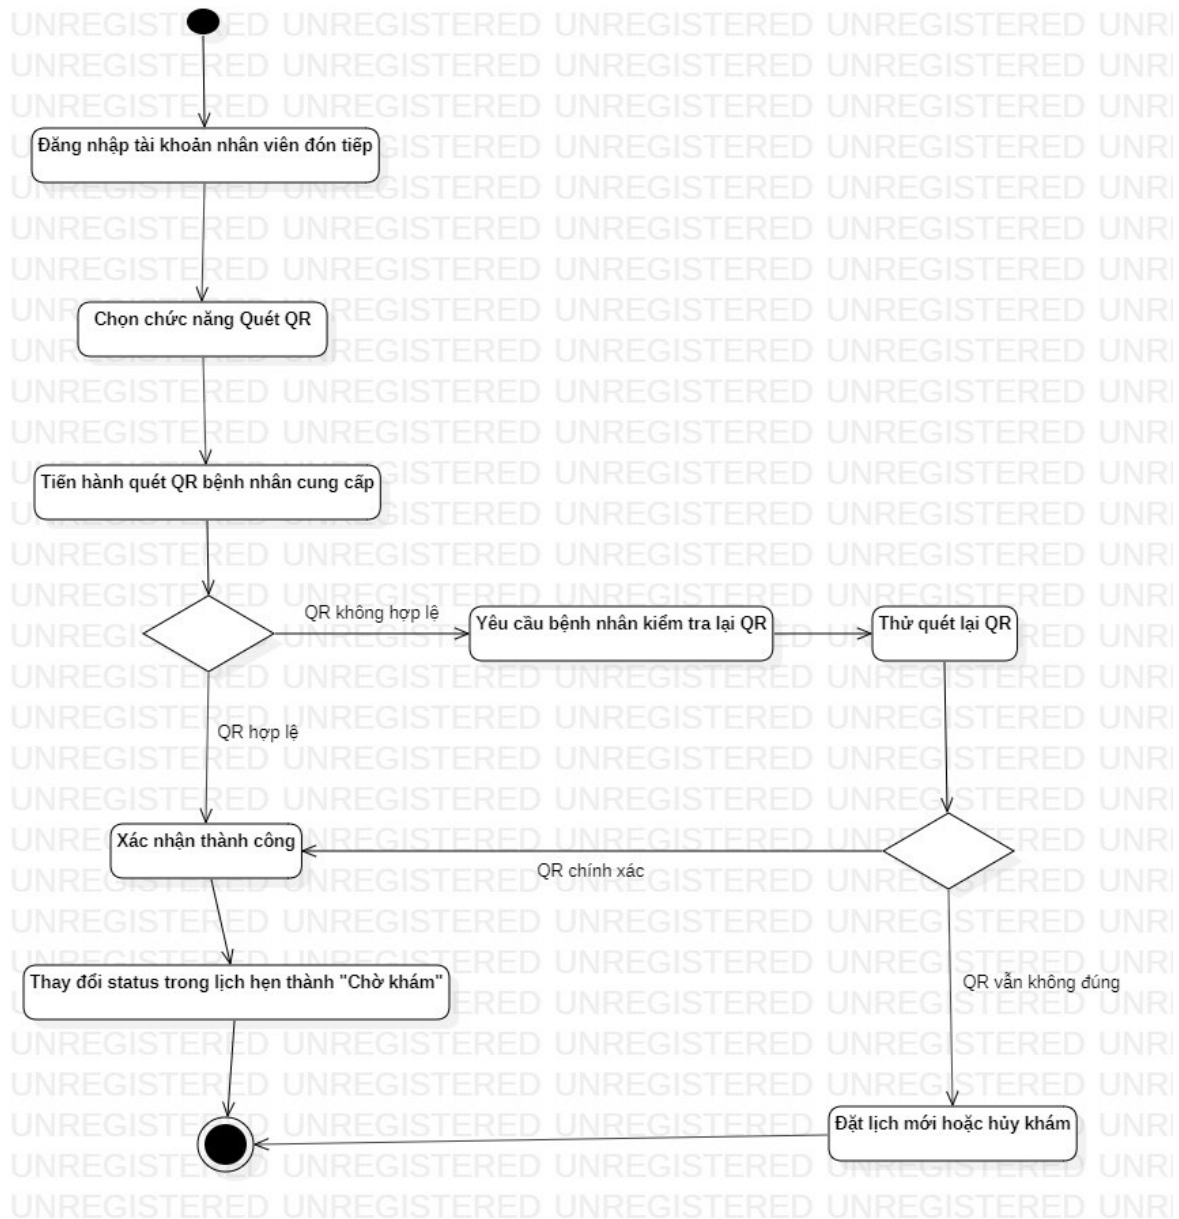 Đăng nhập tài khoản nhân viên đón tiếp
Chọn chức năng Quét QR
Tiến hành quét QR bệnh nhân cung cấp
QR không hợp lệ
Yêu cầu bệnh nhân kiểm tra lại QR
Thử quét lại QR
QR hợp lệ
Xác nhận thành công
QR chính xác
Thay đổi status trong lịch hẹn thành "Chờ khám"
QR vẫn không đúng
Đặt lịch mới hoặc hủy khám
UNREGISTERED